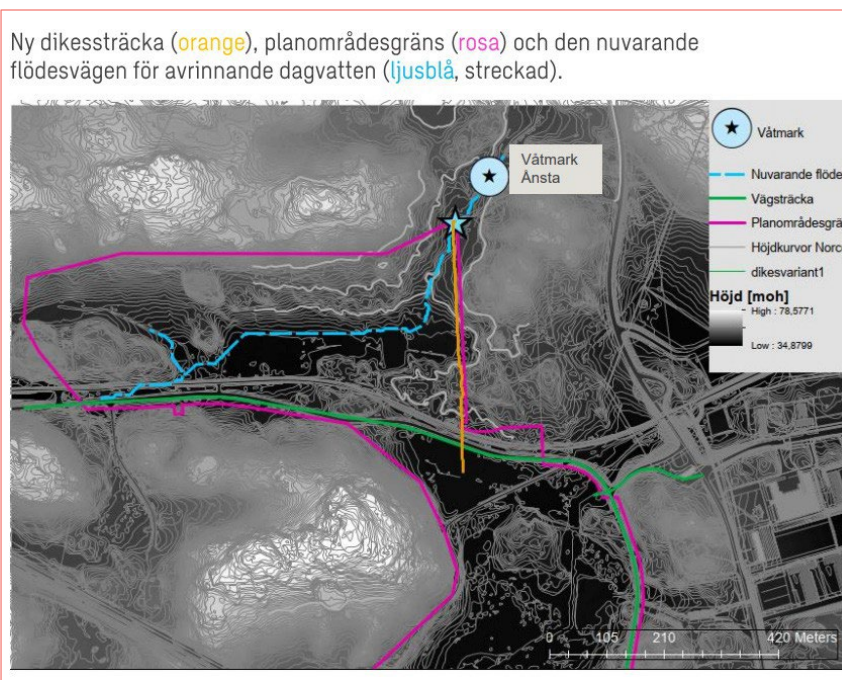 Ny dikessträcka (orange), planområdesgräns (rosa) och den nuvarande
flödesvägen för avrinnande dagvatten (ljusblå, streckad).
Våtmark
Våtmark
Ånsta
Nuvarande flöde
Vägsträcka
Planområdesgrä
Höjdkurvor Norc
dikesvariant1
Höjd [moh]
High : 78,5771
Low : 34,8799
0 105 210 420 Meters